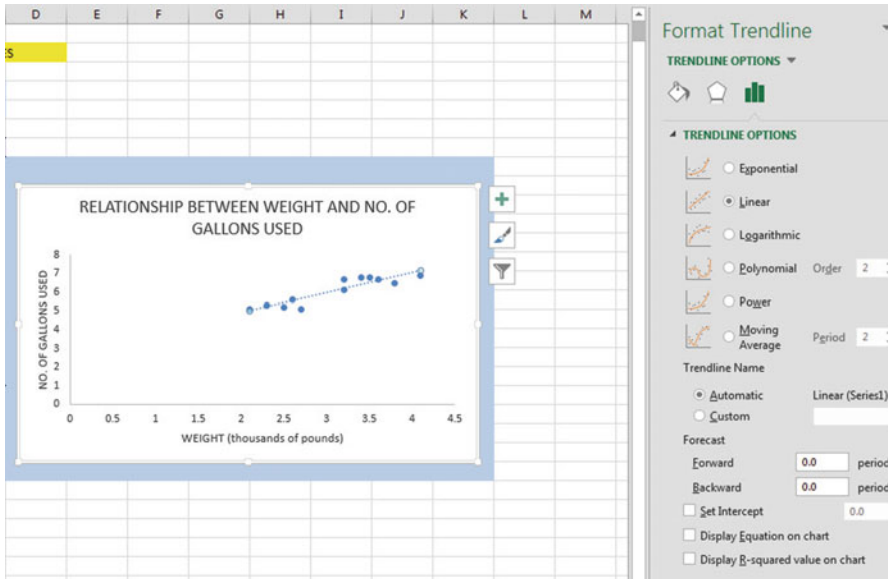 D E F G H I J K L M
ES
RELATIONSHIP BETWEEN WEIGHT AND NO. OF
GALLONS USED
NO. OF GALLONS USED
8
7
6
5
4
3
2
1
0
0 0.5 1 1.5 2 2.5 3 3.5 4 4.5
WEIGHT (thousands of pounds)
Format Trendline
TRENDLINE OPTIONS
TRENDLINE OPTIONS
Exponential
Linear
Logarithmic
Polynomial Order 2
Power
Moving
Average Period 2
Trendline Name
Automatic Linear (Series1)
Custom
Forecast
Forward 0.0 period
Backward 0.0 period
Set Intercept 0.0
Display Equation on chart
Display R-squared value on chart